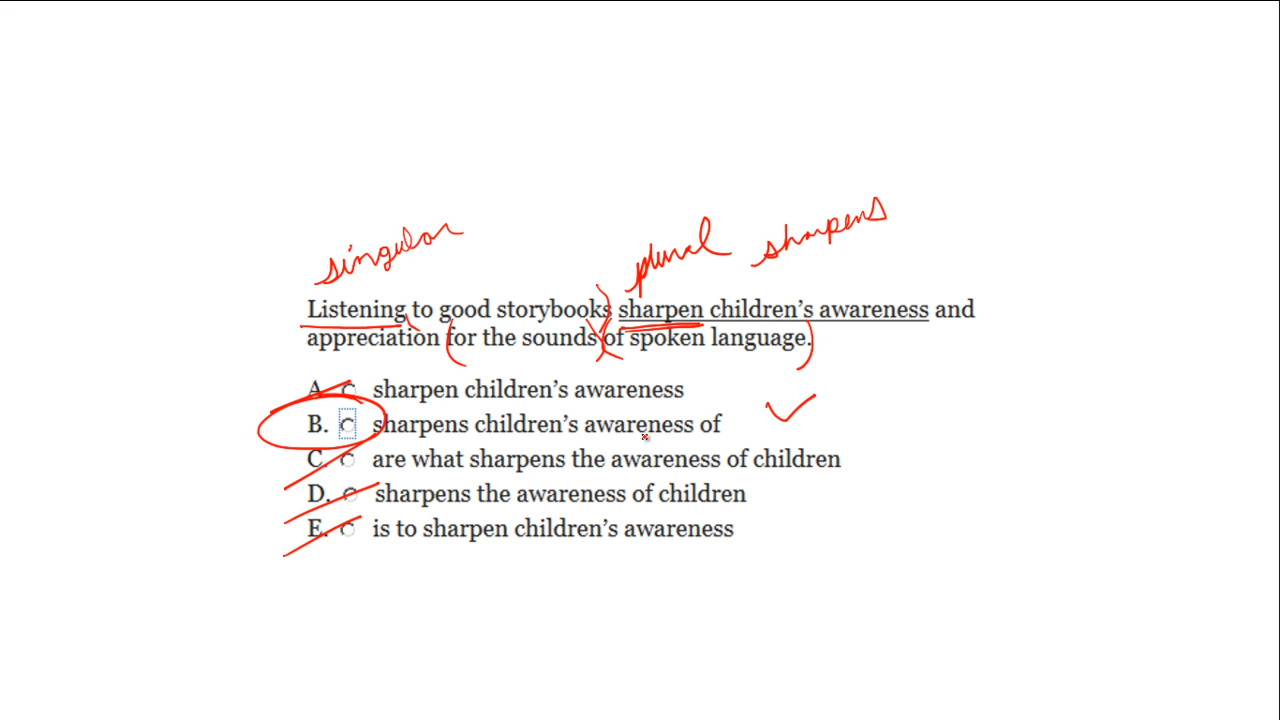 singular plural sharpens
Listening to good storybooks sharpen children's awareness and
appreciation for the sounds of spoken language.
A. sharpen children's awareness
B. sharpens children's awareness of
C. are what sharpens the awareness of children
D. sharpens the awareness of children
E. is to sharpen children's awareness